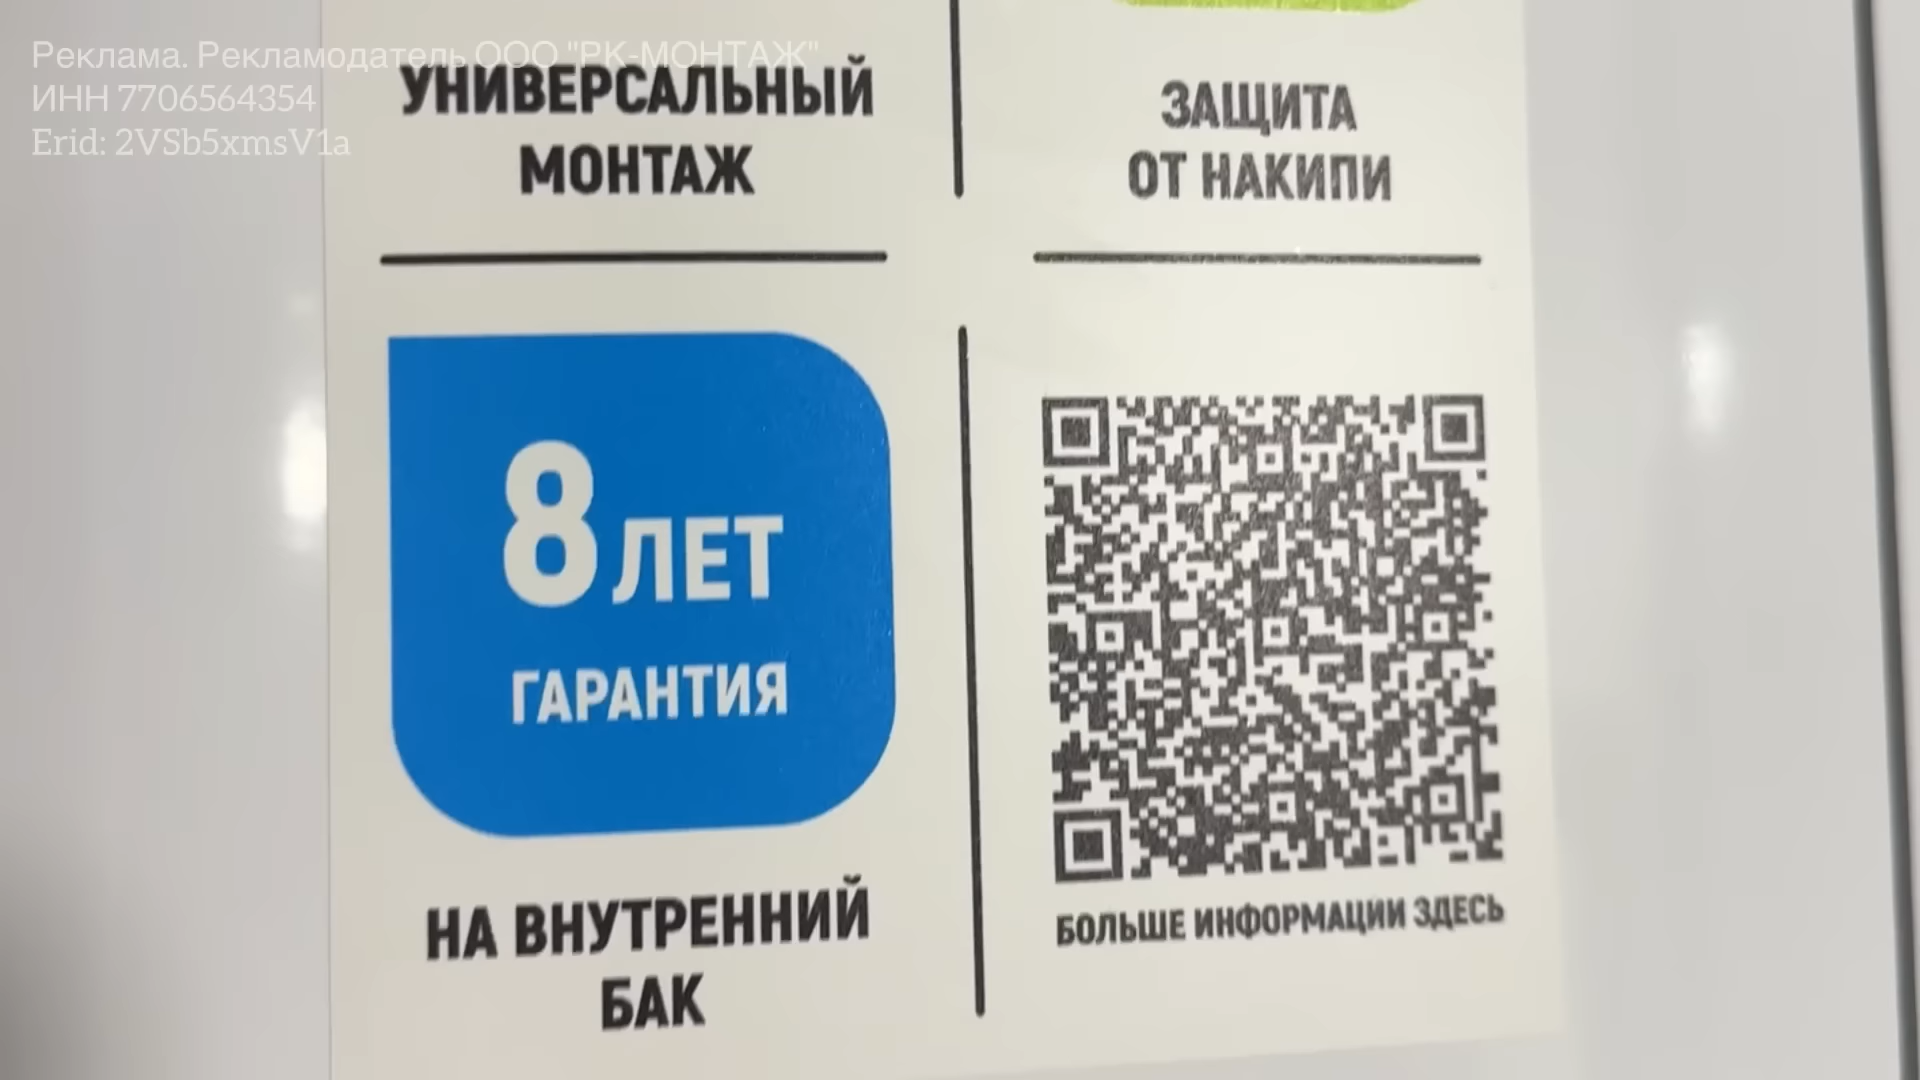 Реклама. Рекламодатель ООО "РК-МОНТАЖ"
ИНН 7706564354
Erid: 2VSb5xmsV1a
УНИВЕРСАЛЬНЫЙ
МОНТАЖ
ЗАЩИТА
ОТ НАКИПИ
8 ЛЕТ
ГАРАНТИЯ
НА ВНУТРЕННИЙ
БАК
БОЛЬШЕ ИНФОРМАЦИИ ЗДЕСЬ